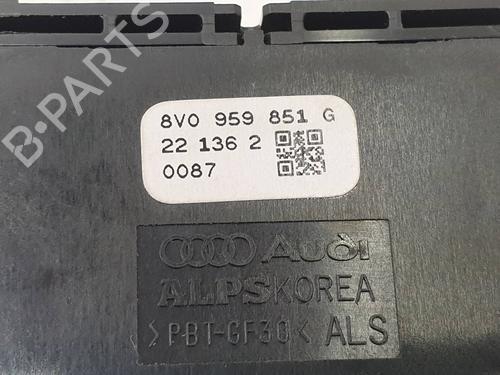 8V0 959 851 G
22 136 2
0087
Audi
ALPSKOREA
>PBT-GF30< ALS
B-PARTS